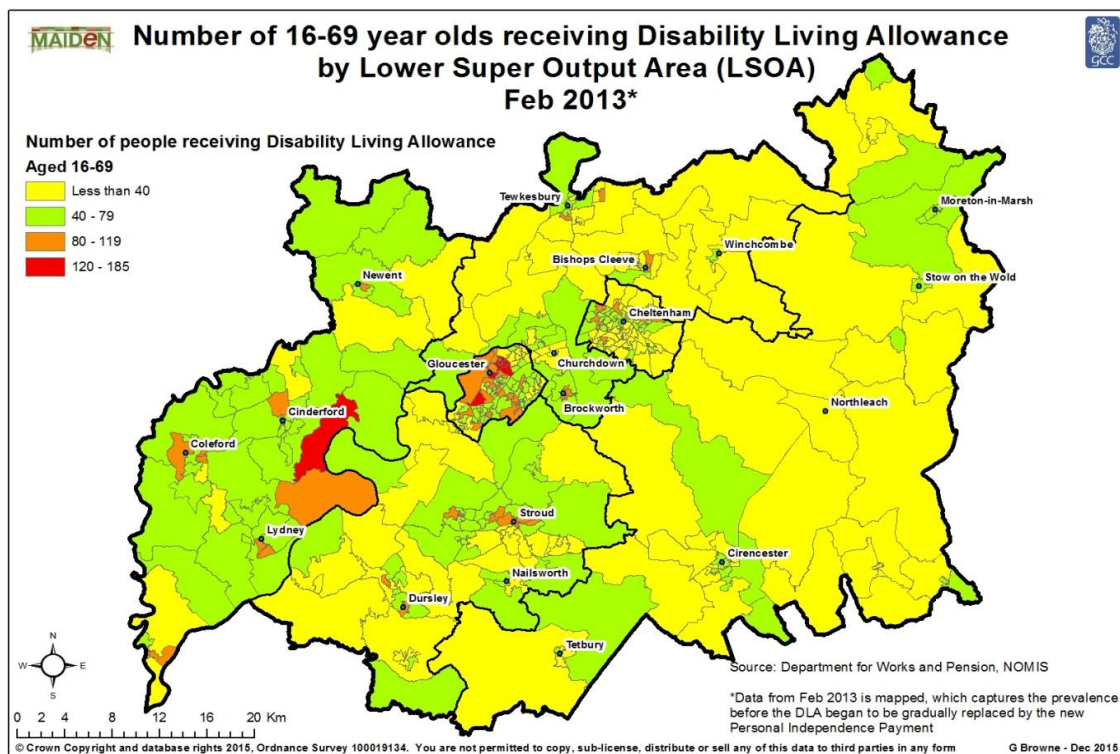 MAIDeN
Number of 16-69 year olds receiving Disability Living Allowance
by Lower Super Output Area (LSOA)
Feb 2013*
GCC
Number of people receiving Disability Living Allowance
Aged 16-69
Less than 40
40 - 79
80 - 119
120 - 185
Tewkesbury
Moreton-in-Marsh
Winchcombe
Bishops Cleeve
Newent
Stow on the Wold
Cheltenham
Gloucester
Churchdown
Brockworth
Northleach
Cinderford
Coleford
Stroud
Lydney
Cirencester
Nailsworth
Dursley
Tetbury
N
W
E
S
0 2 4 8 12 16 20 Km
Source: Department for Works and Pension, NOMIS
*Data from Feb 2013 is mapped, which captures the prevalence
before the DLA began to be gradually replaced by the new
Personal Independence Payment
© Crown Copyright and database rights 2015, Ordnance Survey 100019134. You are not permitted to copy, sub-license, distribute or sell any of this data to third parties in any form
G Browne - Dec 2015